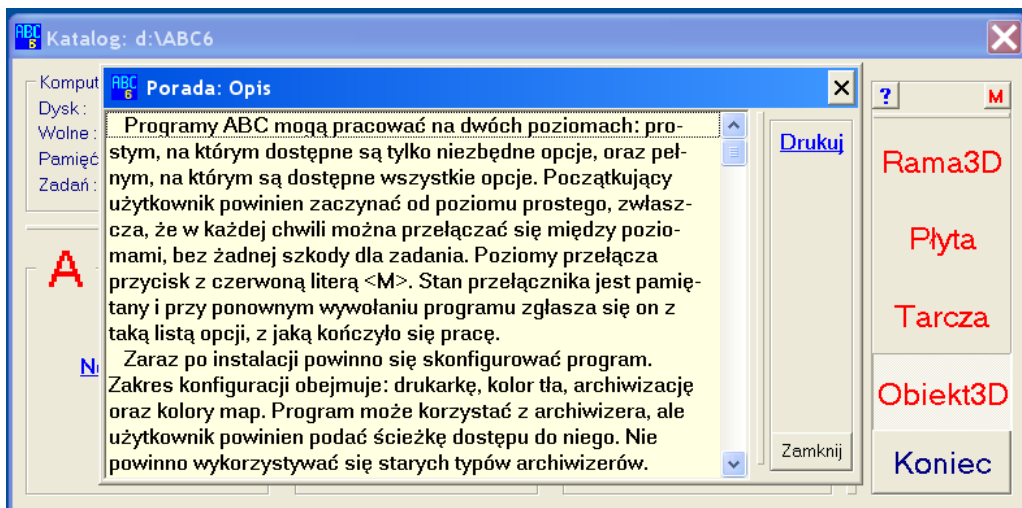 ABC 6 Katalog: d:\ABC6
Komput
Dysk :
Wolne :
Pamięć
Zadań :
A
ABC 6 Porada: Opis
Programy ABC mogą pracować na dwóch poziomach: pro-
stym, na którym dostępne są tylko niezbędne opcje, oraz peł-
nym, na którym są dostępne wszystkie opcje. Początkujący
użytkownik powinien zaczynać od poziomu prostego, zwłasz-
cza, że w każdej chwili można przełączać się między pozio-
mami, bez żadnej szkody dla zadania. Poziomy przełącza
przycisk z czerwoną literą <M>. Stan przełącznika jest pamię-
tany i przy ponownym wywołaniu programu zgłasza się on z
taką listą opcji, z jaką kończyło się pracę.
Zaraz po instalacji powinno się skonfigurować program.
Zakres konfiguracji obejmuje: drukarkę, kolor tła, archiwizację
oraz kolory map. Program może korzystać z archiwizera, ale
użytkownik powinien podać ścieżkę dostępu do niego. Nie
powinno wykorzystywać się starych typów archiwizerów.
Drukuj
Zamknij
? M
Rama3D
Płyta
Tarcza
Obiekt3D
Koniec